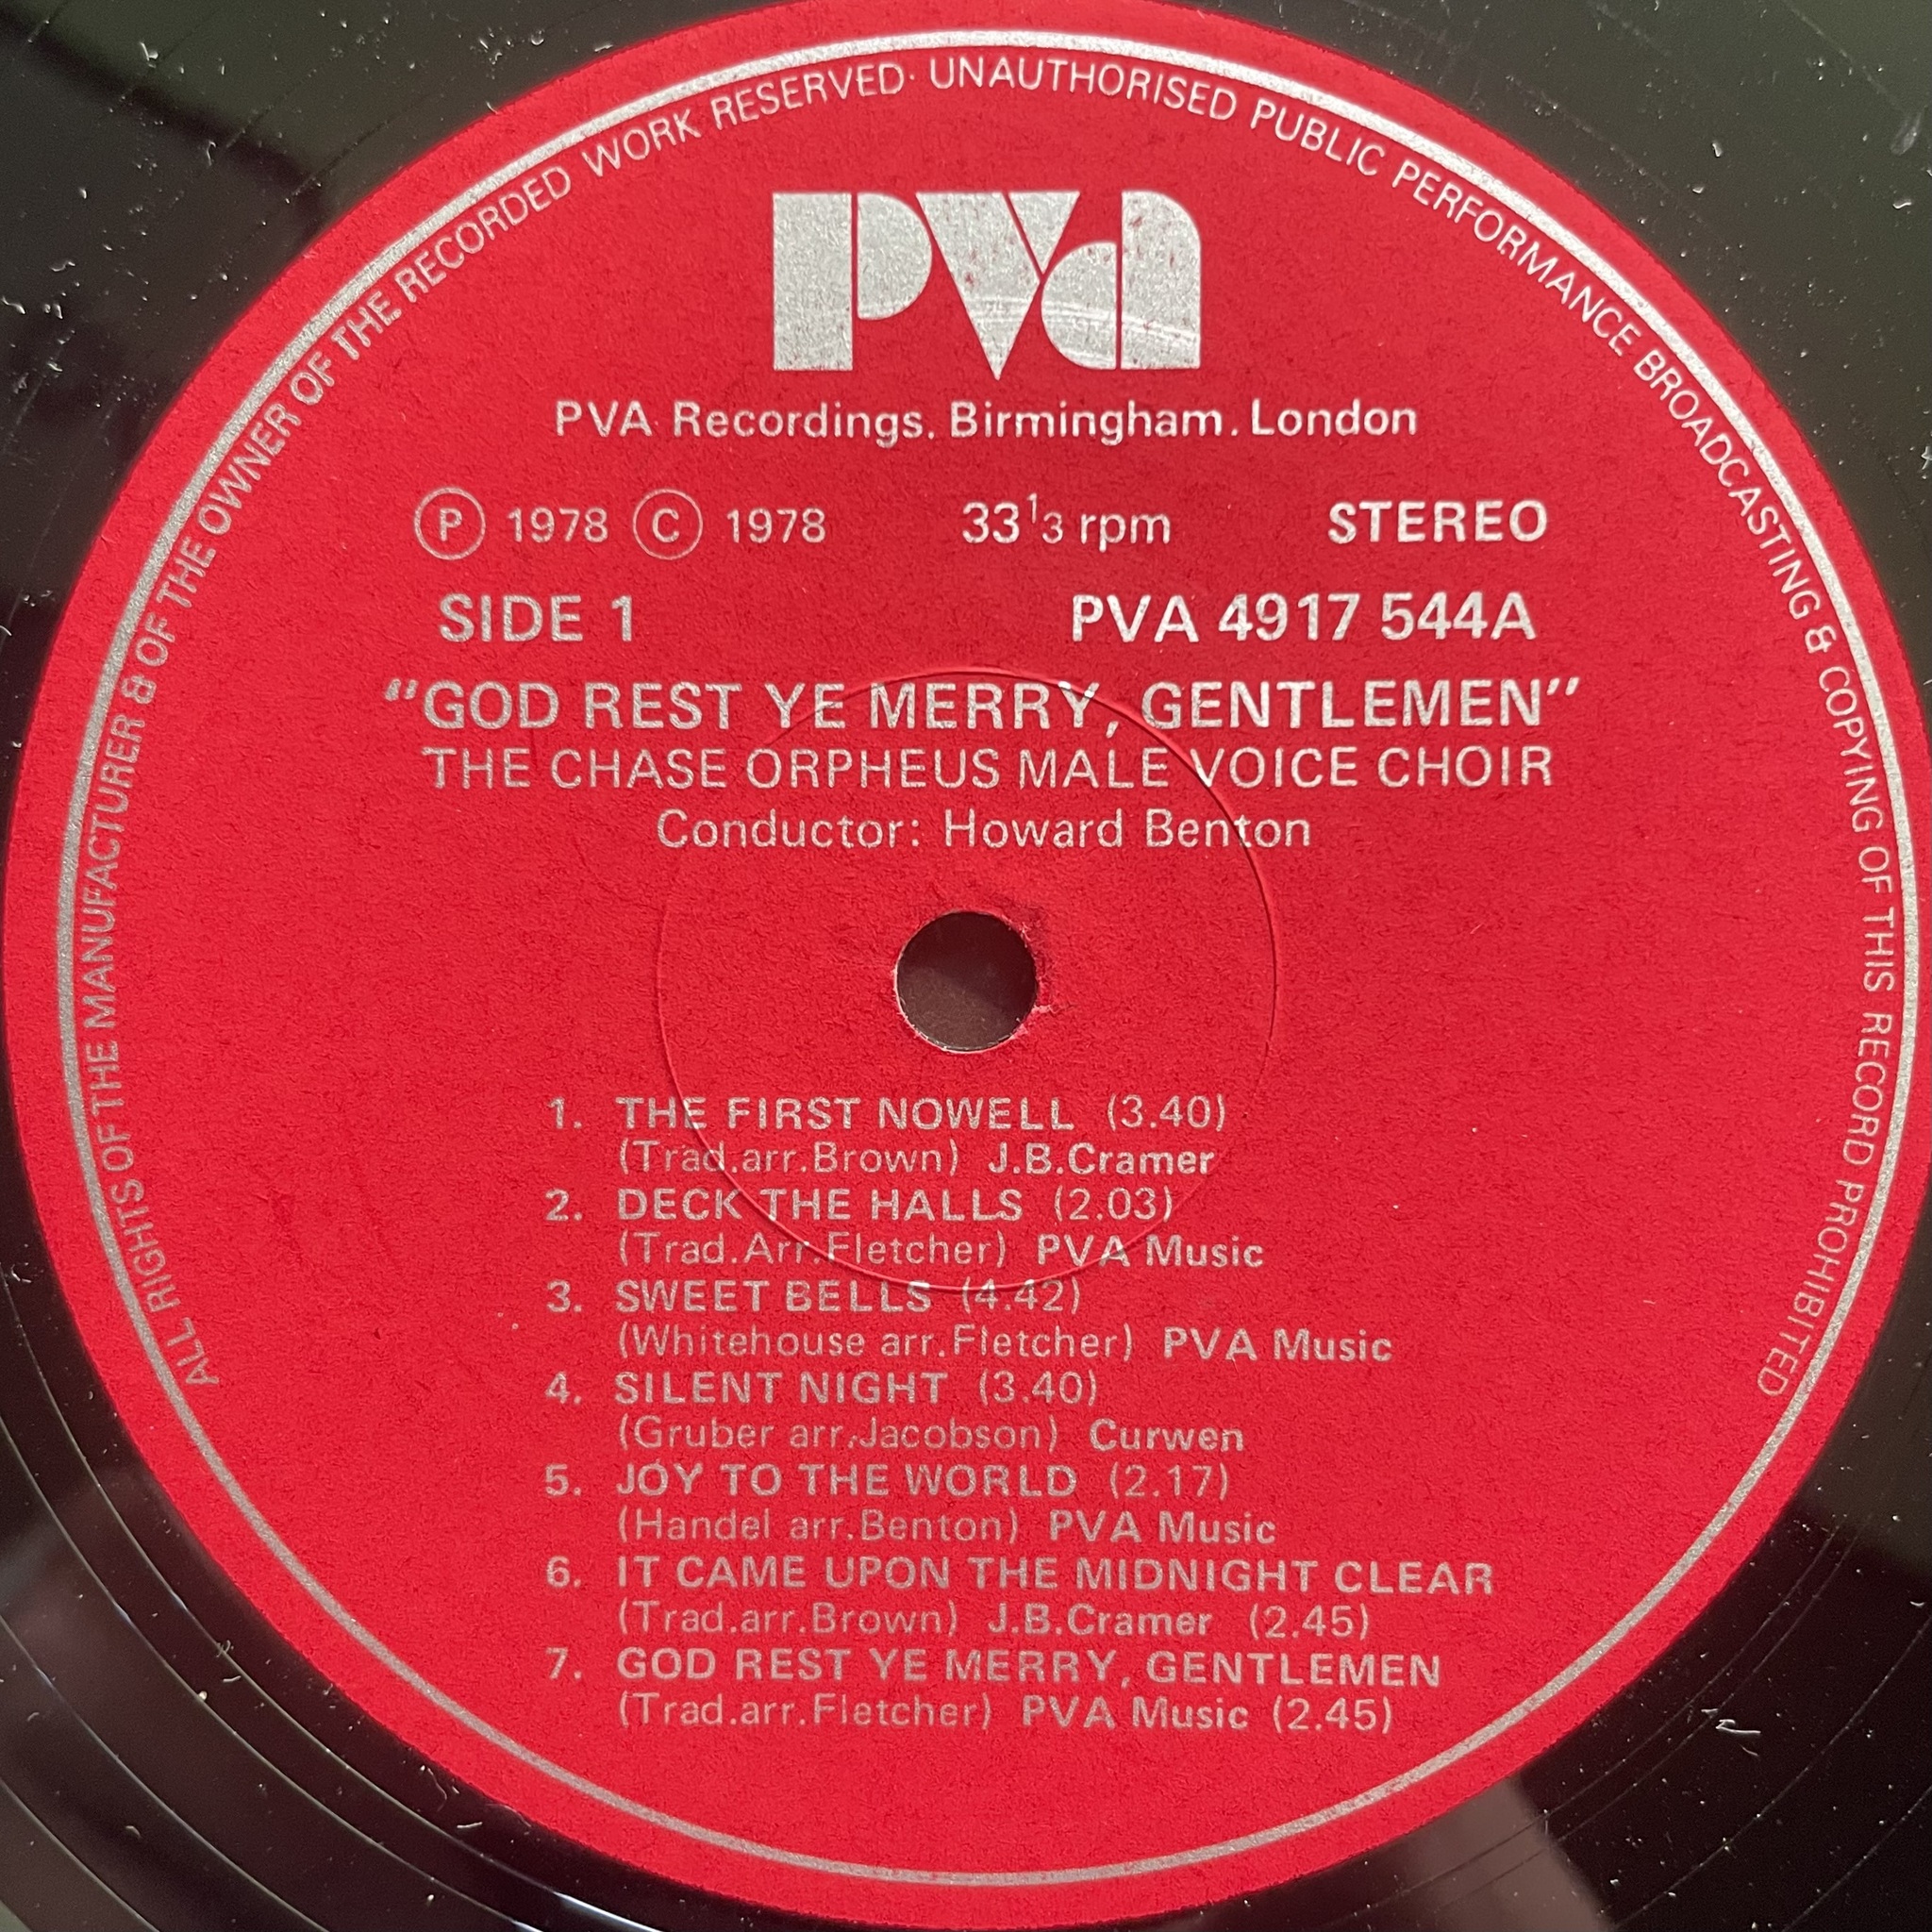 ALL RIGHTS OF THE MANUFACTURER & OF THE OWNER OF THE RECORDED WORK RESERVED· UNAUTHORISED PUBLIC PERFORMANCE BROADCASTING & COPYING OF THIS RECORD PROHIBITED
pva
PVA Recordings. Birmingham. London
Ⓟ 1978 Ⓒ 1978 33 1/3 rpm STEREO
SIDE 1 PVA 4917 544A
"GOD REST YE MERRY, GENTLEMEN"
THE CHASE ORPHEUS MALE VOICE CHOIR
Conductor: Howard Benton
1. THE FIRST NOWELL (3.40)
(Trad.arr.Brown) J.B.Cramer
2. DECK THE HALLS (2.03)
(Trad.Arr.Fletcher) PVA Music
3. SWEET BELLS (4.42)
(Whitehouse arr.Fletcher) PVA Music
4. SILENT NIGHT (3.40)
(Gruber arr.Jacobson) Curwen
5. JOY TO THE WORLD (2.17)
(Handel arr.Benton) PVA Music
6. IT CAME UPON THE MIDNIGHT CLEAR
(Trad.arr.Brown) J.B.Cramer (2.45)
7. GOD REST YE MERRY, GENTLEMEN
(Trad.arr.Fletcher) PVA Music (2.45)